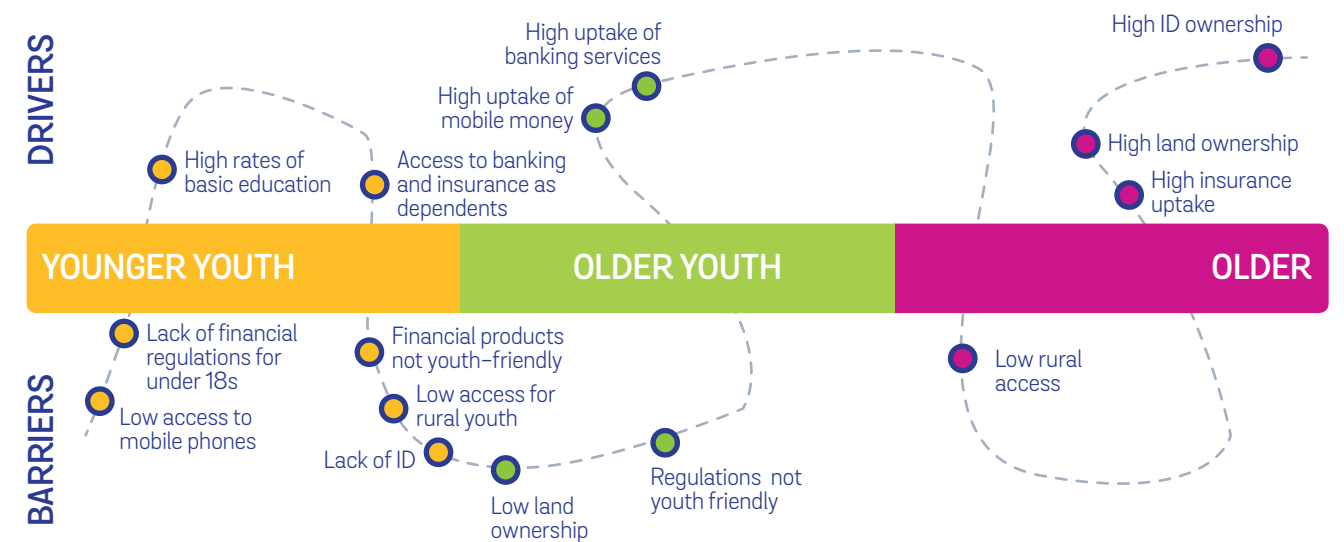 DRIVERS
High rates of
basic education
Access to banking
and insurance as
dependents
High uptake of
mobile money
High uptake of
banking services
High ID ownership
High land ownership
High insurance
uptake
YOUNGER YOUTH
OLDER YOUTH
OLDER
BARRIERS
Lack of financial
regulations for
under 18s
Low access to
mobile phones
Financial products
not youth-friendly
Low access for
rural youth
Lack of ID
Low land
ownership
Regulations not
youth friendly
Low rural
access